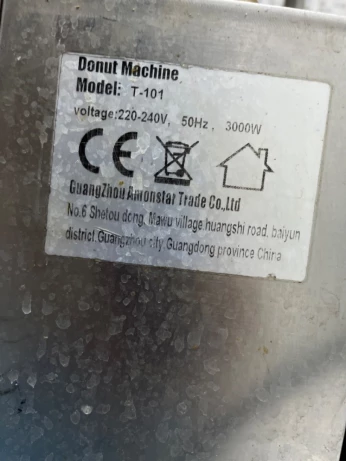 Donut Machine
Model: T-101
voltage:220-240V, 50Hz, 3000W
CE
GuangZhou Amonstar Trade Co.,Ltd
No.6 Shetou dong, Mawu village,huangshi road, baiyun
district.Guangzhou city.Guangdong province China